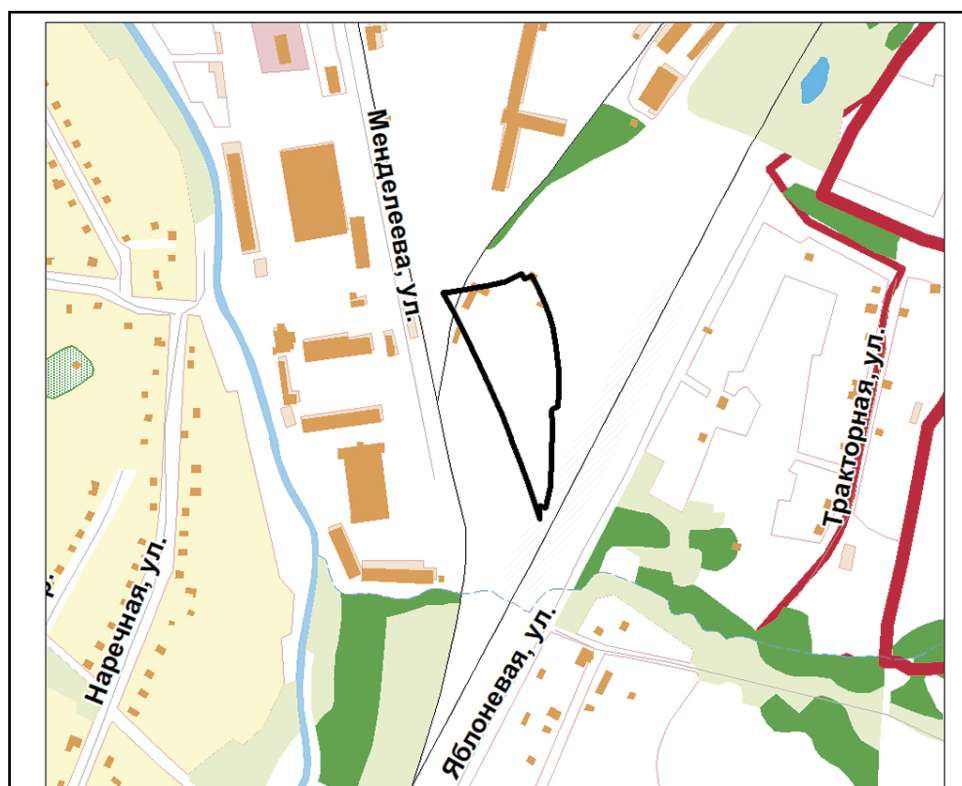 Менделеева, ул.
Тракторная, ул.
Наречная, ул.
Яблоневая, ул.
р.